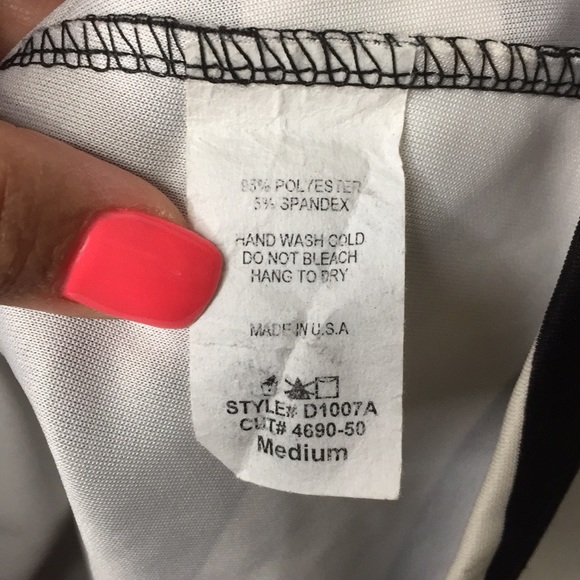 95% POLYESTER
5% SPANDEX
HAND WASH COLD
DO NOT BLEACH
HANG TO DRY
MADE IN U.S.A
STYLE# D1007A
CUT# 4690-50
Medium